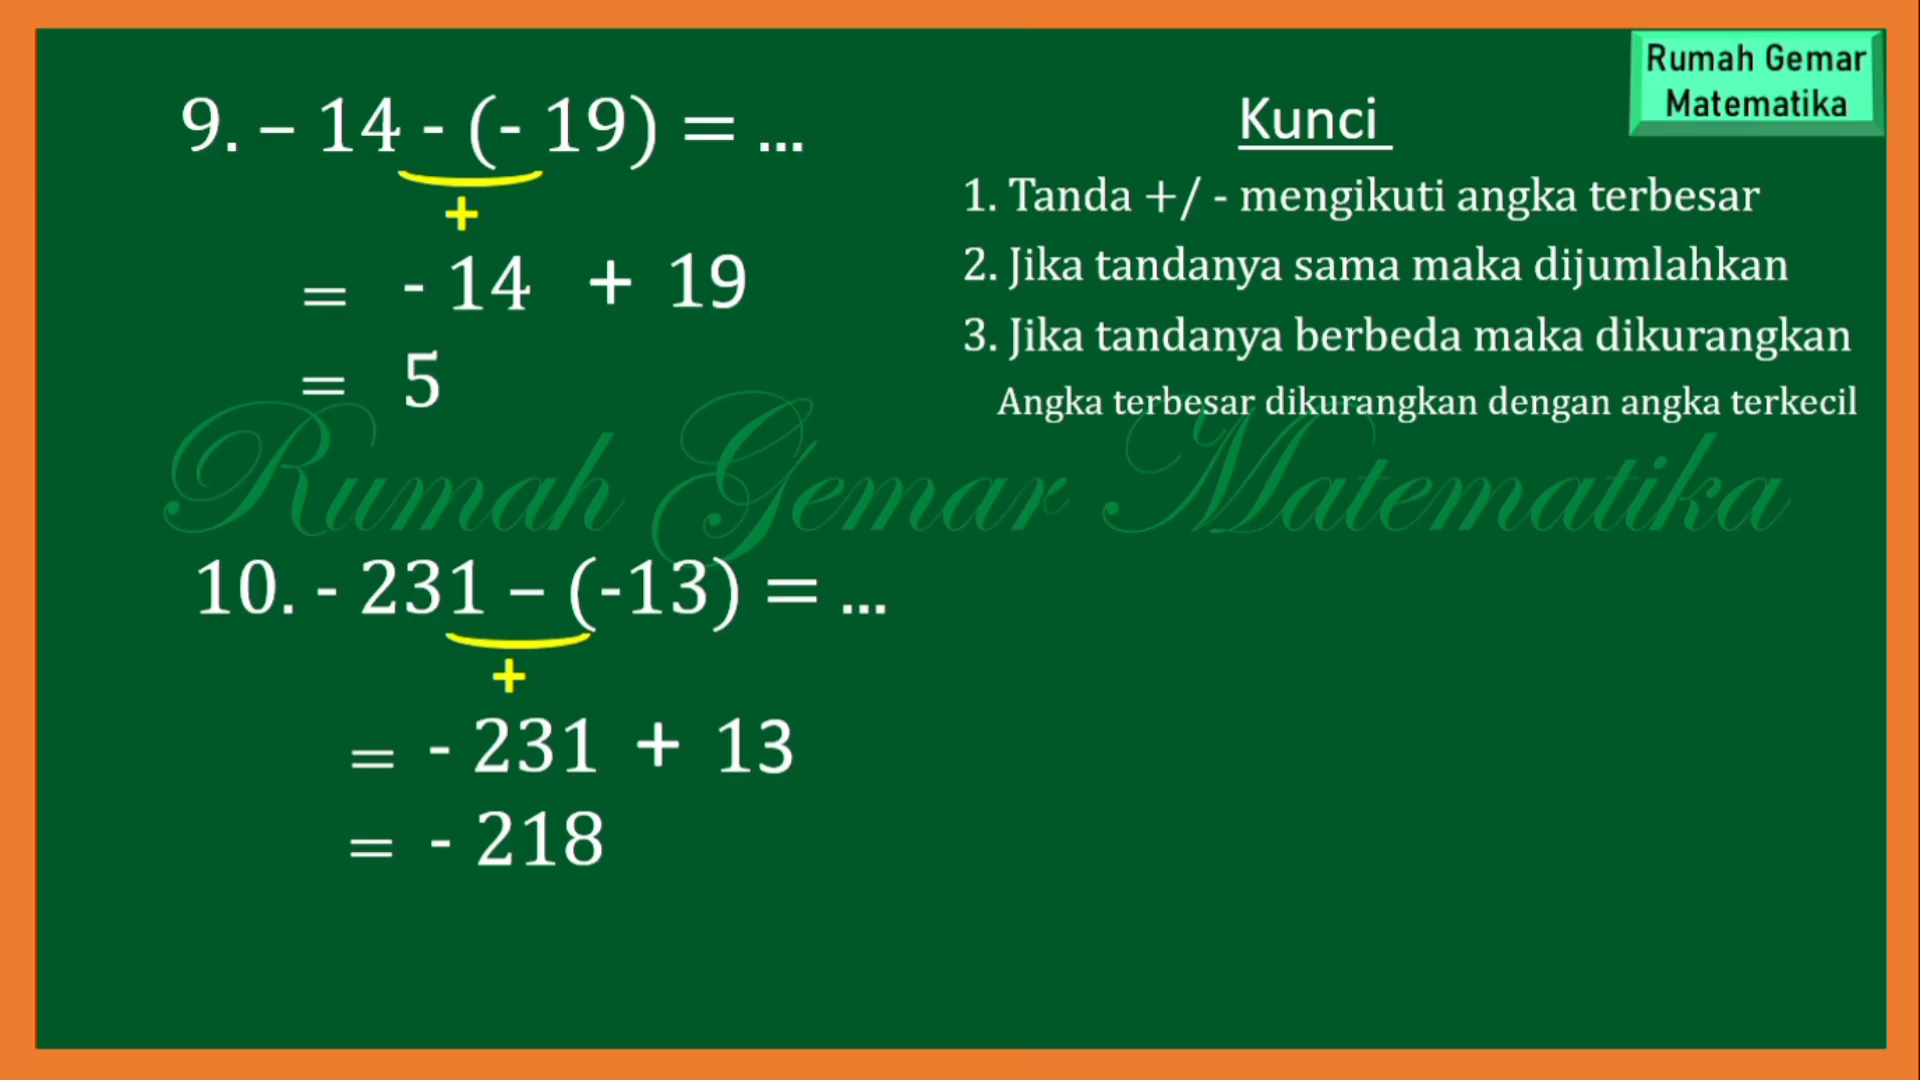 Rumah Gemar
Matematika
9. – 14 - (- 19) = ...
+
= - 14 + 19
= 5
Kunci
1. Tanda +/ - mengikuti angka terbesar
2. Jika tandanya sama maka dijumlahkan
3. Jika tandanya berbeda maka dikurangkan
Angka terbesar dikurangkan dengan angka terkecil
Rumah Gemar Matematika
10. - 231 – (-13) = ...
+
= - 231 + 13
= - 218